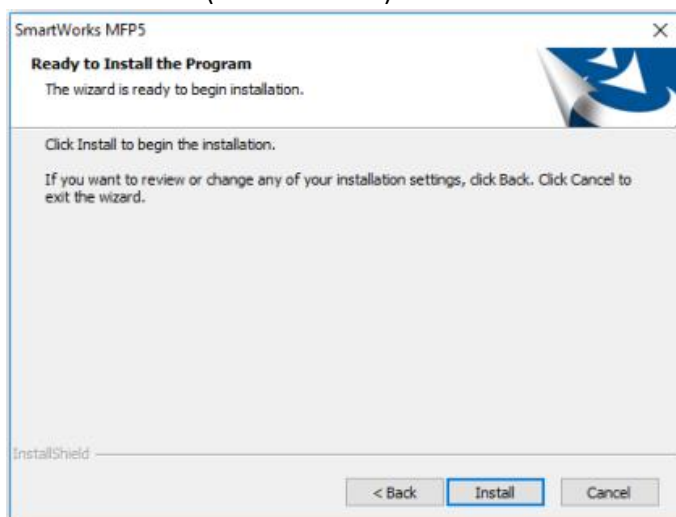 SmartWorks MFP5
Ready to Install the Program
The wizard is ready to begin installation.
Click Install to begin the installation.
If you want to review or change any of your installation settings, click Back. Click Cancel to
exit the wizard.
InstallShield
< Back Install Cancel